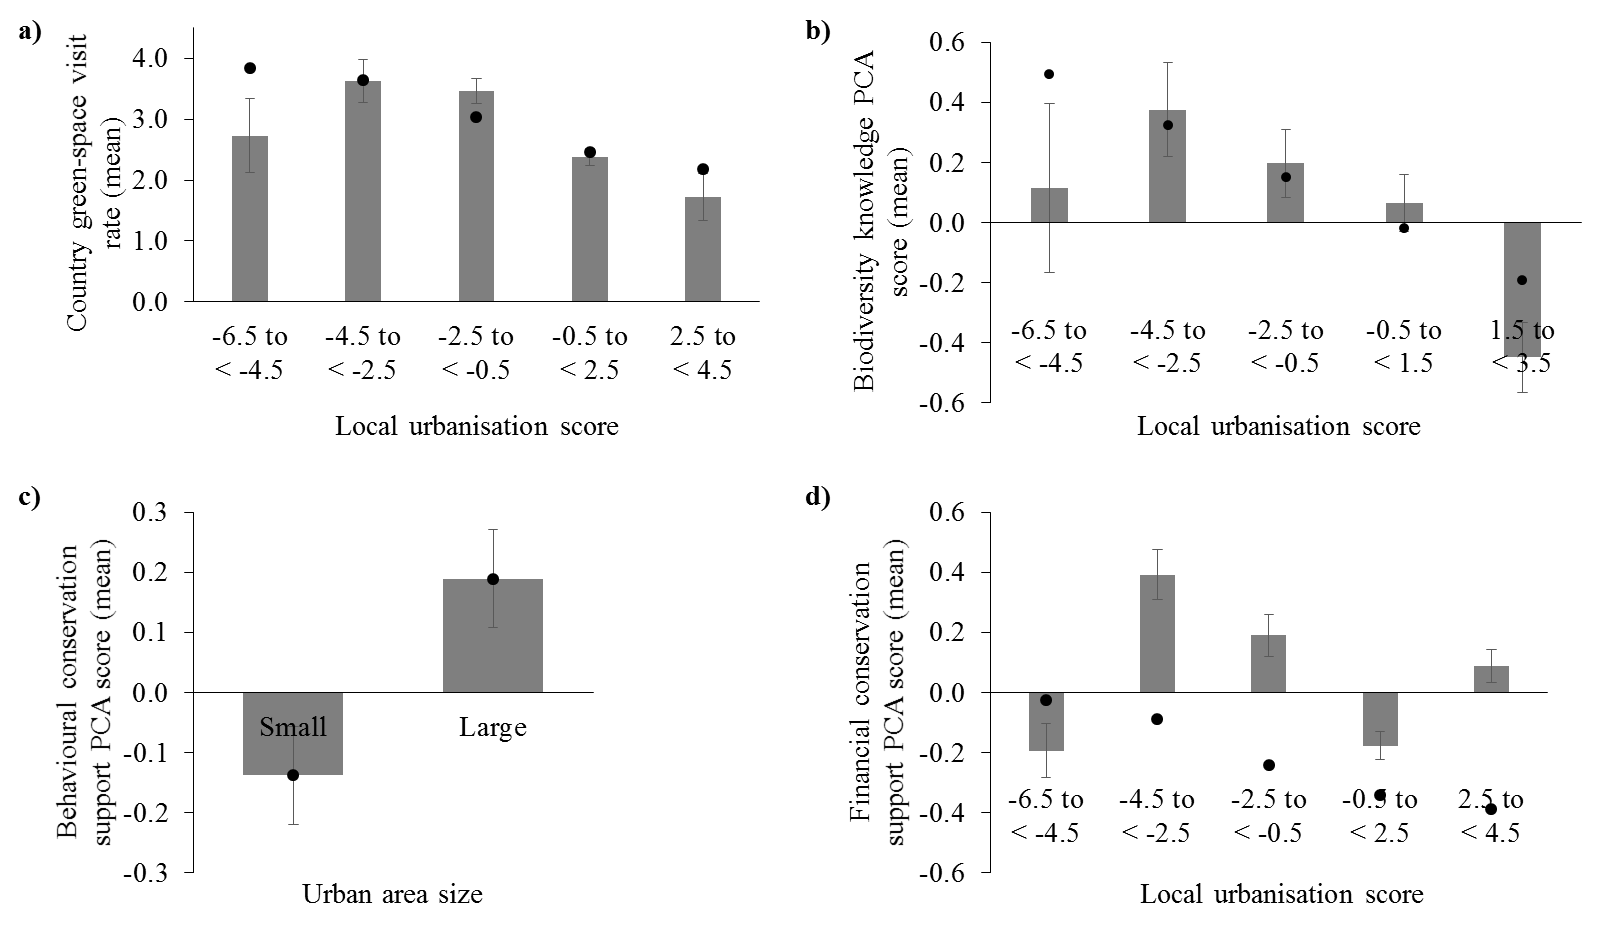 a)
Country green-space visit
rate (mean)
4.0
3.0
2.0
1.0
0.0
-6.5 to
< -4.5
-4.5 to
< -2.5
-2.5 to
< -0.5
-0.5 to
< 2.5
2.5 to
< 4.5
Local urbanisation score
b)
Biodiversity knowledge PCA
score (mean)
0.6
0.4
0.2
0.0
-0.2
-0.4
-0.6
-6.5 to
< -4.5
-4.5 to
< -2.5
-2.5 to
< -0.5
-0.5 to
< 1.5
1.5 to
< 3.5
Local urbanisation score
c)
Behavioural conservation
support PCA score (mean)
0.3
0.2
0.1
0.0
-0.1
-0.2
-0.3
Small
Large
Urban area size
d)
Financial conservation
support PCA score (mean)
0.6
0.4
0.2
0.0
-0.2
-0.4
-0.6
-6.5 to
< -4.5
-4.5 to
< -2.5
-2.5 to
< -0.5
-0.5 to
< 2.5
2.5 to
< 4.5
Local urbanisation score